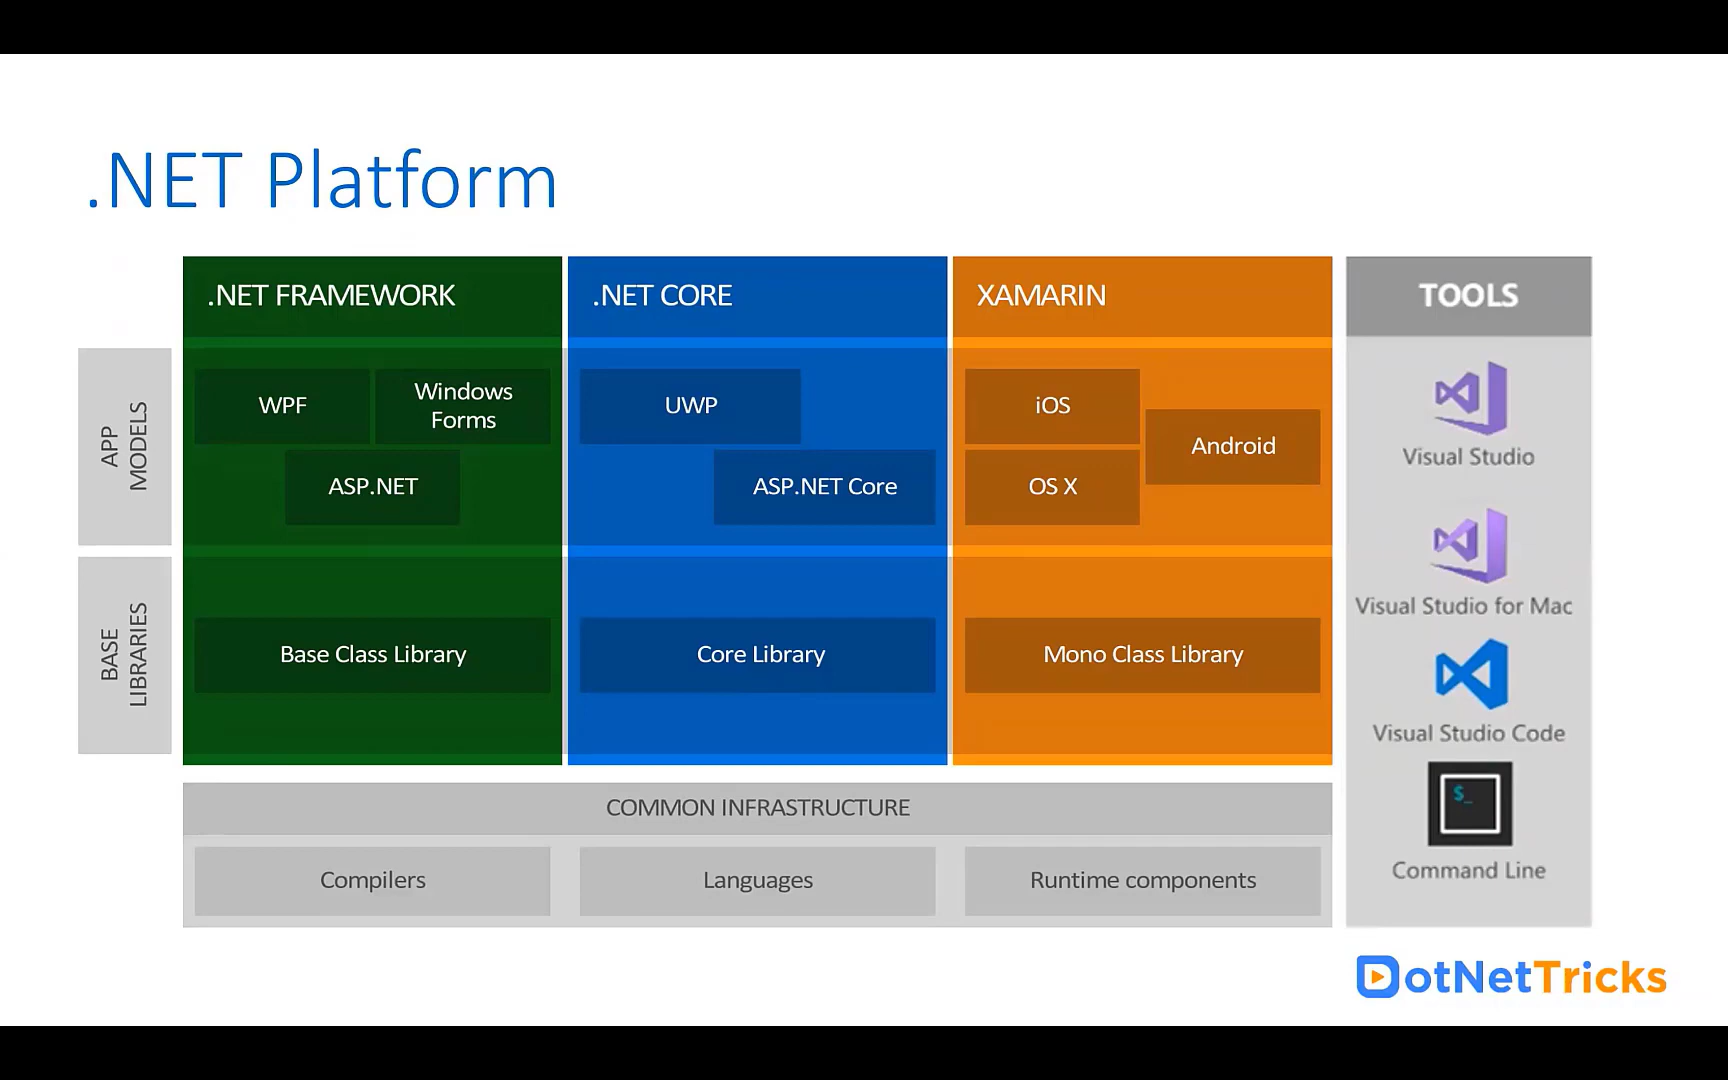 .NET Platform
.NET FRAMEWORK
.NET CORE
XAMARIN
TOOLS
APP
MODELS
WPF
Windows
Forms
ASP.NET
UWP
ASP.NET Core
iOS
Android
OS X
Visual Studio
Visual Studio for Mac
BASE
LIBRARIES
Base Class Library
Core Library
Mono Class Library
Visual Studio Code
$_
Command Line
COMMON INFRASTRUCTURE
Compilers
Languages
Runtime components
DotNetTricks